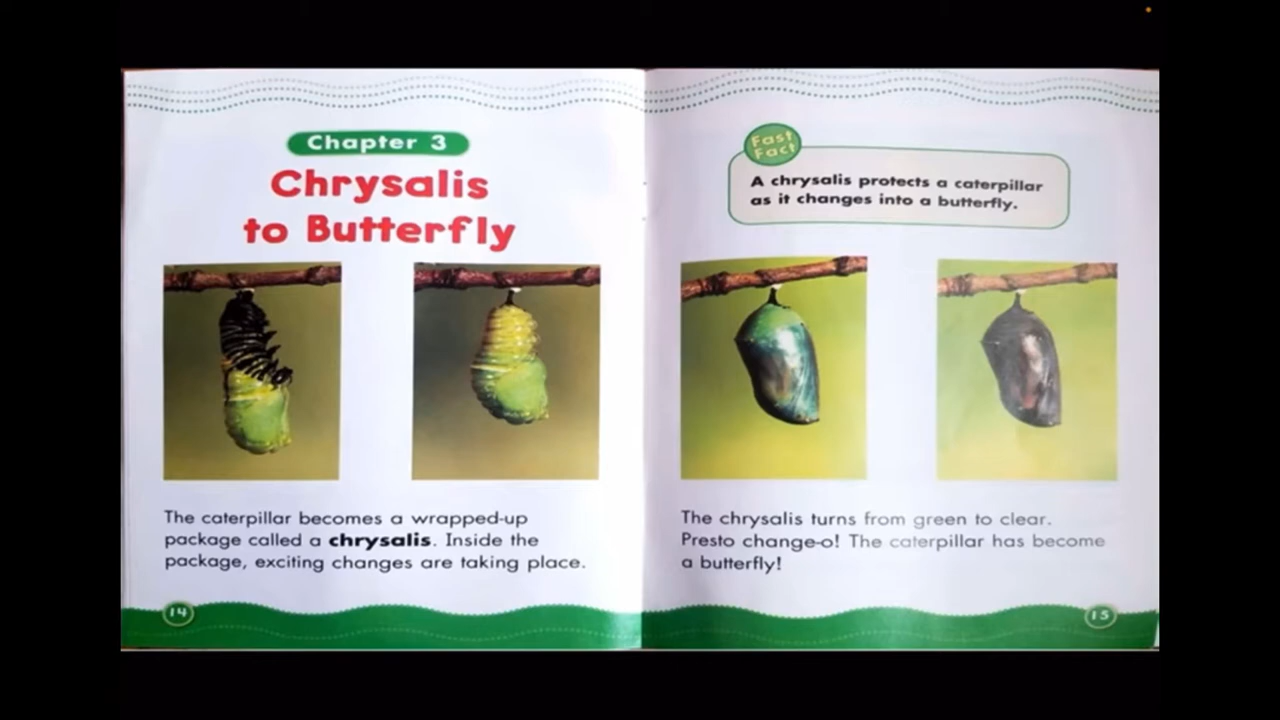 Chapter 3
Chrysalis
to Butterfly
The caterpillar becomes a wrapped-up
package called a chrysalis. Inside the
package, exciting changes are taking place.
14
Fast
Fact
A chrysalis protects a caterpillar
as it changes into a butterfly.
The chrysalis turns from green to clear.
Presto change-o! The caterpillar has become
a butterfly!
15